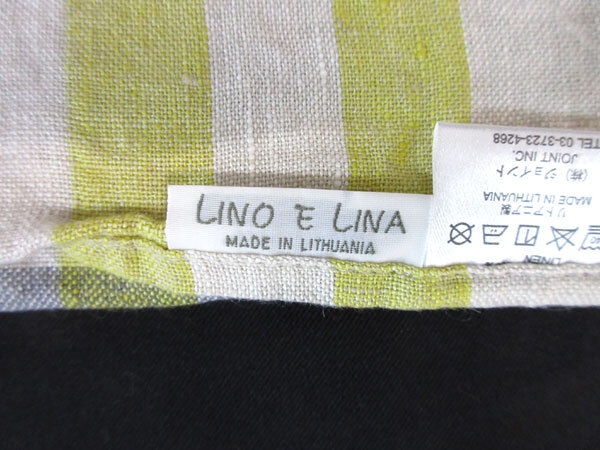 LINO E LINA
MADE IN LITHUANIA
LINEN
リトアニア製
MADE IN LITHUANIA
(株) ジョイント
JOINT INC.
TEL 03-3723-4268